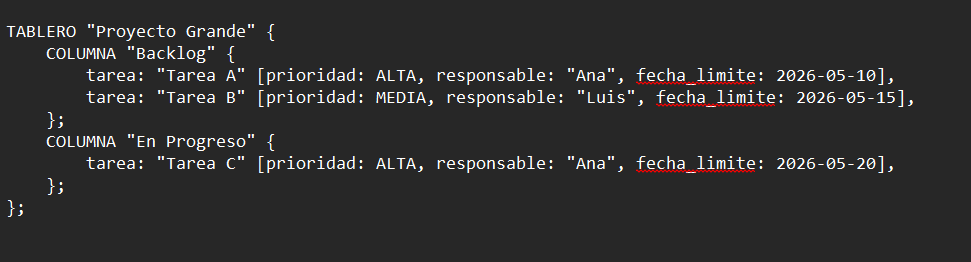 TABLERO "Proyecto Grande" {
    COLUMNA "Backlog" {
        tarea: "Tarea A" [prioridad: ALTA, responsable: "Ana", fecha_limite: 2026-05-10],
        tarea: "Tarea B" [prioridad: MEDIA, responsable: "Luis", fecha_limite: 2026-05-15],
    };
    COLUMNA "En Progreso" {
        tarea: "Tarea C" [prioridad: ALTA, responsable: "Ana", fecha_limite: 2026-05-20],
    };
};